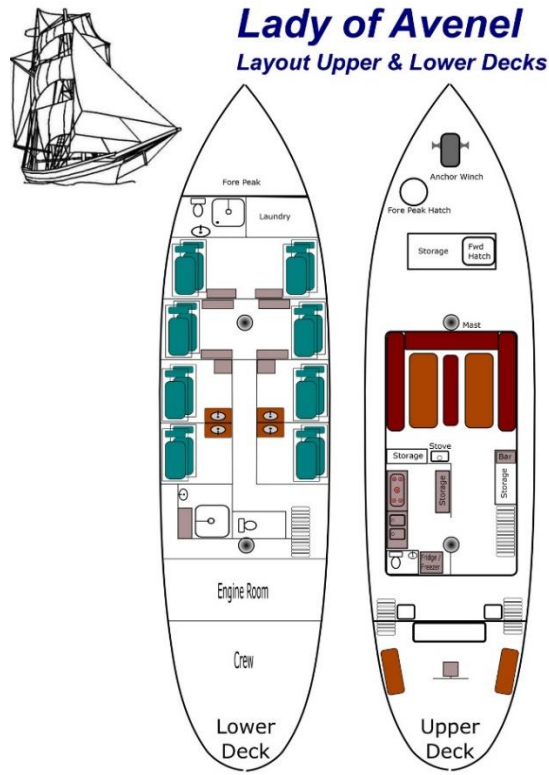 Lady of Avenel
Layout Upper & Lower Decks
Fore Peak
Laundry
Engine Room
Crew
Lower
Deck
Anchor Winch
Fore Peak Hatch
Storage
Fwd
Hatch
Mast
Stove
Storage
Bar
Storage
Storage
Fridge /
Freezer
Upper
Deck